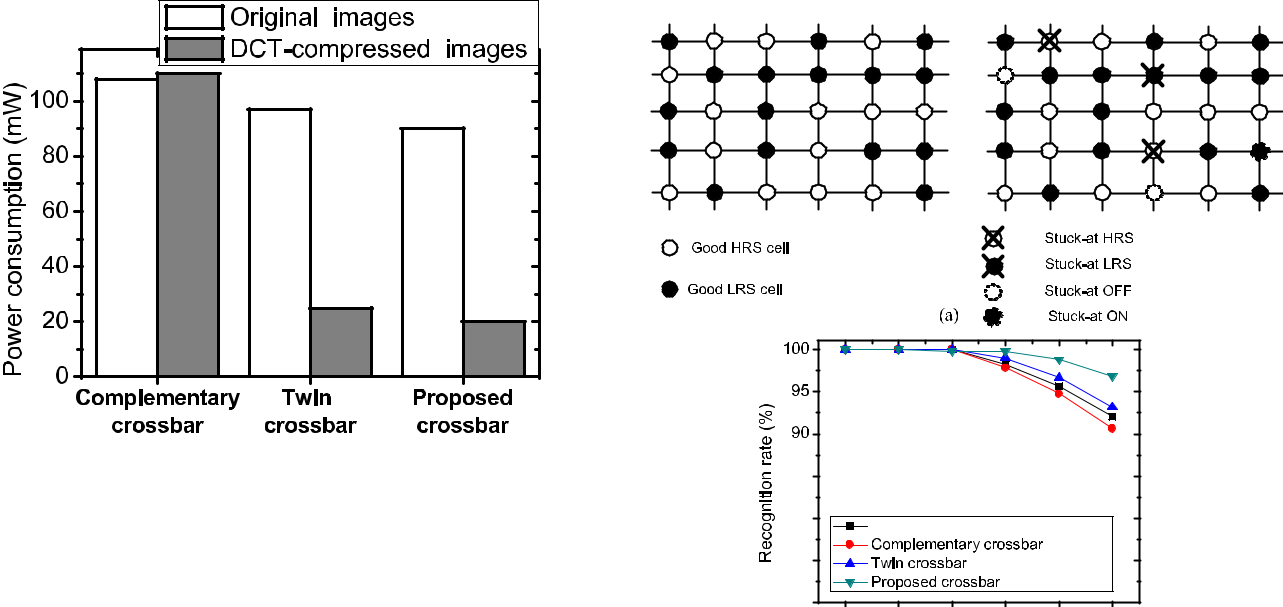 Original images
DCT-compressed images
Power consumption (mW)
100
80
60
40
20
0
Complementary crossbar
Twin crossbar
Proposed crossbar
Good HRS cell
Good LRS cell
Stuck-at HRS
Stuck-at LRS
Stuck-at OFF
Stuck-at ON
(a)
Recognition rate (%)
100
95
90
Complementary crossbar
Twin crossbar
Proposed crossbar